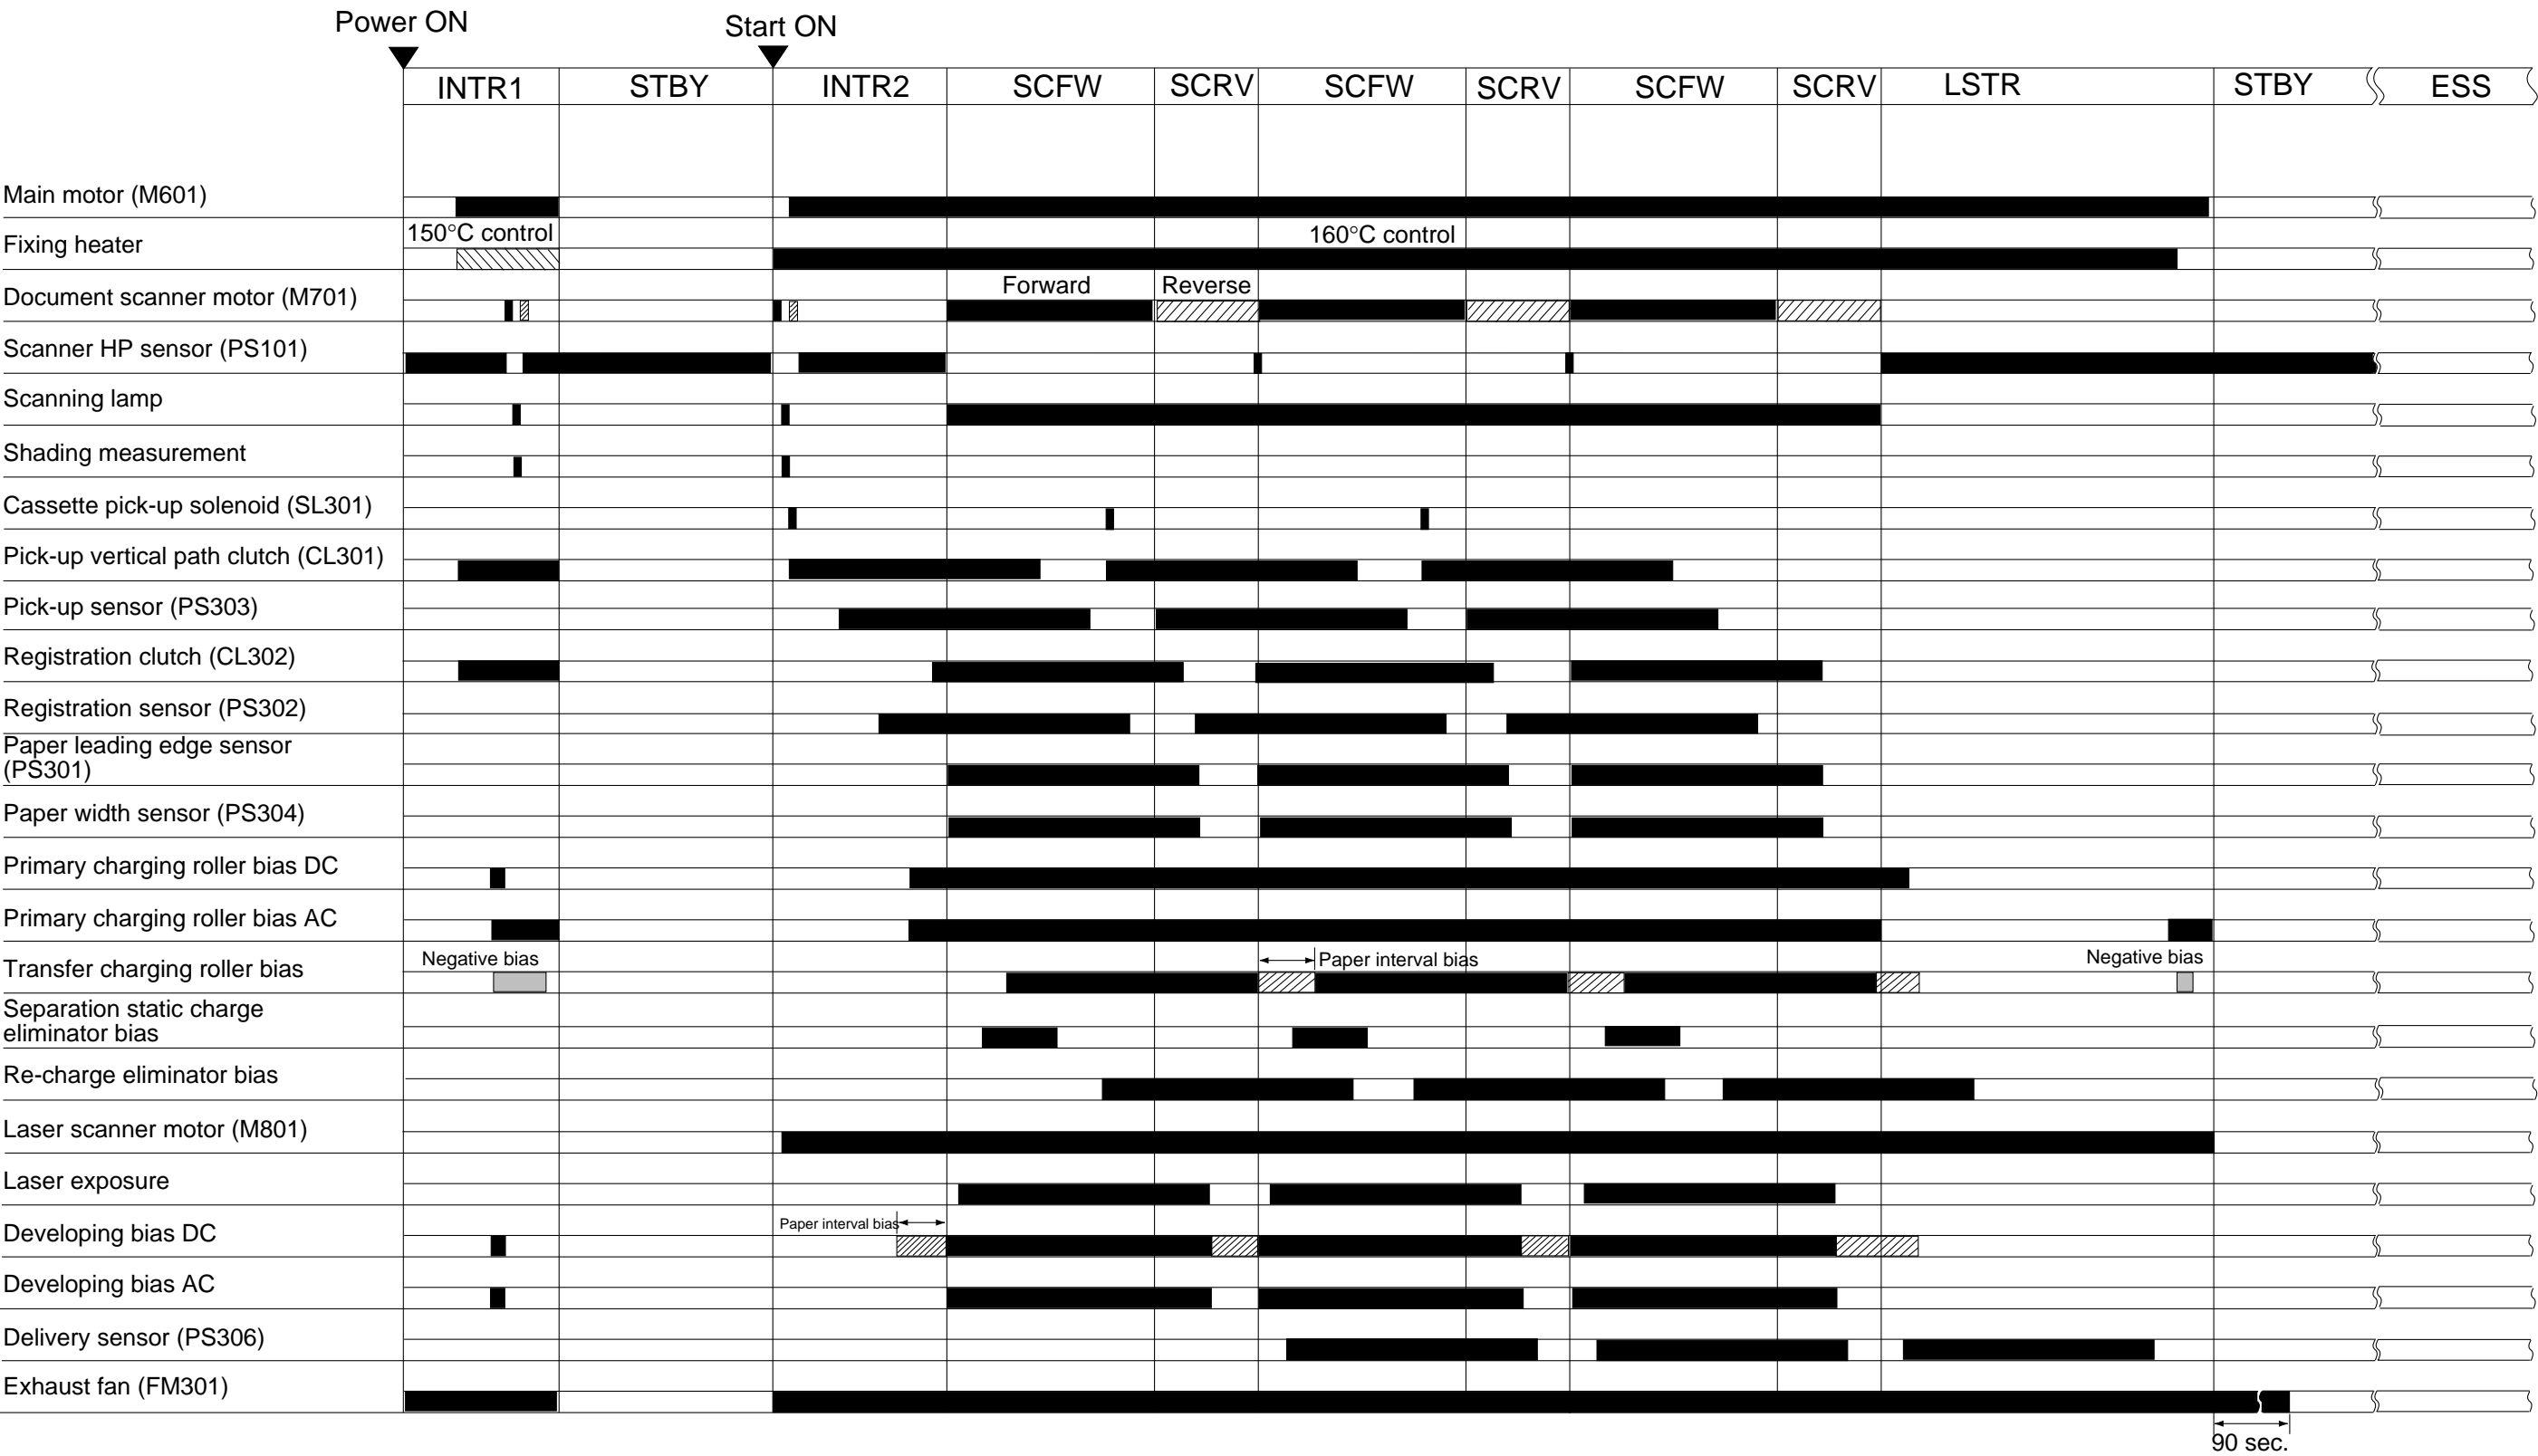 Power ON
Start ON
INTR1 STBY INTR2 SCFW SCRV SCFW SCRV SCFW SCRV LSTR STBY ESS
Main motor (M601)
150°C control
160°C control
Fixing heater
Forward Reverse
Document scanner motor (M701)
Scanner HP sensor (PS101)
Scanning lamp
Shading measurement
Cassette pick-up solenoid (SL301)
Pick-up vertical path clutch (CL301)
Pick-up sensor (PS303)
Registration clutch (CL302)
Registration sensor (PS302)
Paper leading edge sensor
(PS301)
Paper width sensor (PS304)
Primary charging roller bias DC
Primary charging roller bias AC
Negative bias Paper interval bias Negative bias
Transfer charging roller bias
Separation static charge
eliminator bias
Re-charge eliminator bias
Laser scanner motor (M801)
Laser exposure
Paper interval bias
Developing bias DC
Developing bias AC
Delivery sensor (PS306)
Exhaust fan (FM301)
90 sec.